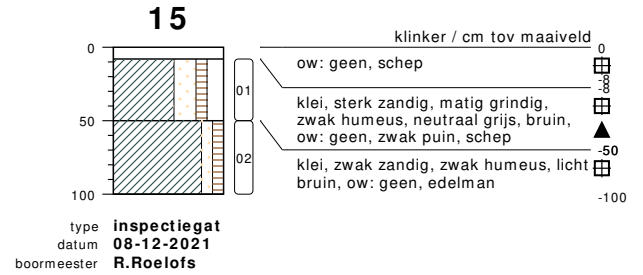 15
klinker / cm tov maaiveld
0
0
ow: geen, schep
-8
-8
01
klei, sterk zandig, matig grindig,
zwak humeus, neutraal grijs, bruin,
ow: geen, zwak puin, schep
50
-50
02
klei, zwak zandig, zwak humeus, licht
bruin, ow: geen, edelman
100
-100
type inspectiegat
datum 08-12-2021
boormeester R.Roelofs